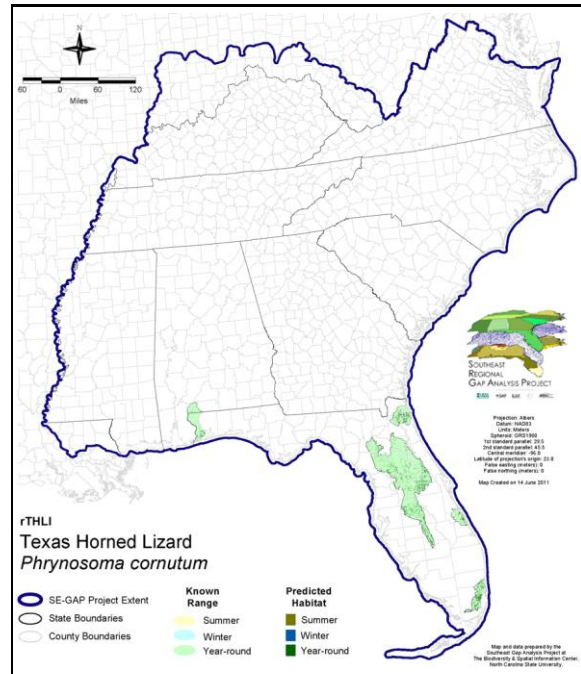 N
60 0 60 120
Miles
SOUTHEAST
REGIONAL
GAP ANALYSIS PROJECT
Projection: Albers
Datum: NAD83
Units: Meters
Spheroid: GRS1980
1st standard parallel: 29.5
2nd standard parallel: 45.5
Central meridian: -96.0
Latitude of projection's origin: 23.0
False easting (meters): 0
False northing (meters): 0
Map Created on 14 June 2011
rTHLI
Texas Horned Lizard
Phrynosoma cornutum
SE-GAP Project Extent
State Boundaries
County Boundaries
Known
Range
Summer
Winter
Year-round
Predicted
Habitat
Summer
Winter
Year-round
Map and data prepared by the
Southeast Gap Analysis Project at
The Biodiversity & Spatial Information Center,
North Carolina State University.